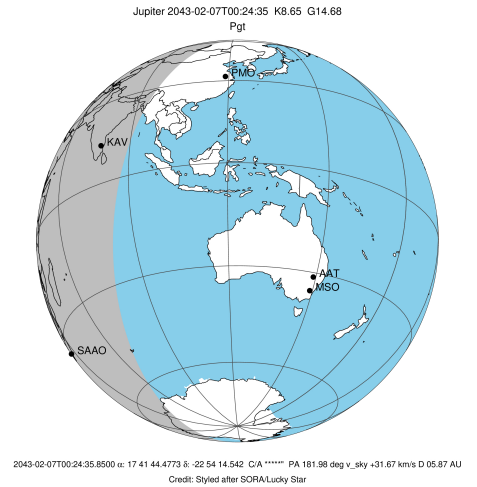 Jupiter 2043-02-07T00:24:35 K8.65 G14.68
Pgt
PMO
KAV
AAT
MSO
SAAO
2043-02-07T00:24:35.8500 α: 17 41 44.4773 δ: -22 54 14.542 C/A *****" PA 181.98 deg v_sky +31.67 km/s D 05.87 AU
Credit: Styled after SORA/Lucky Star